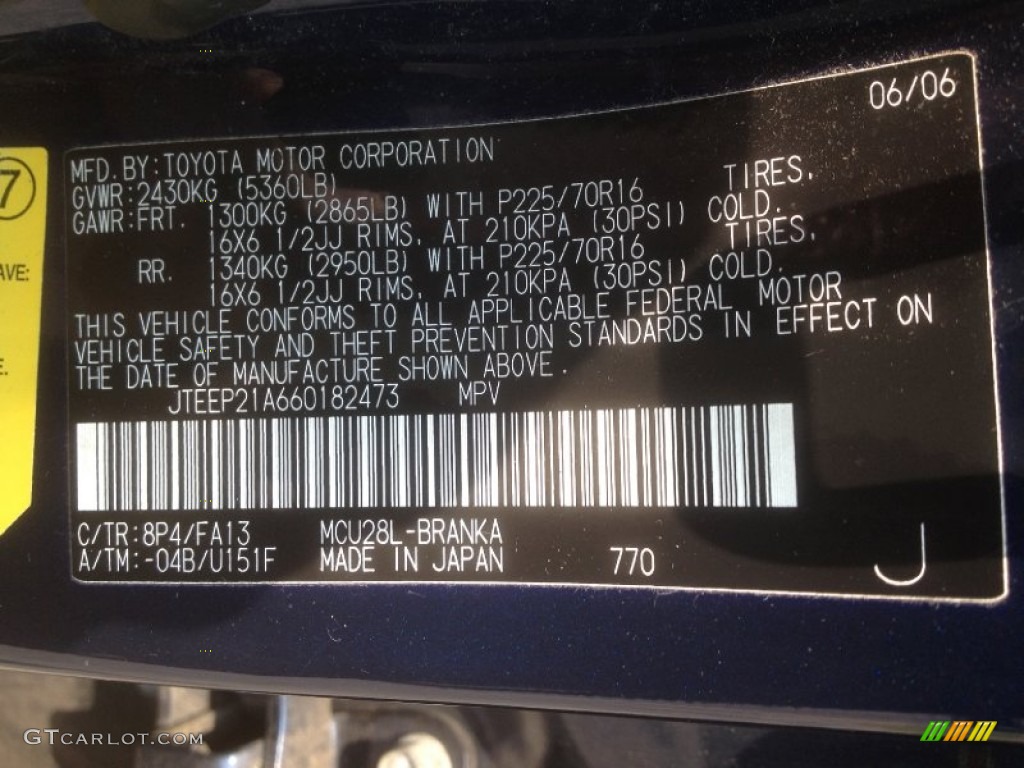 06/06
MFD. BY: TOYOTA MOTOR CORPORATION
GVWR: 2430KG (5360LB)
GAWR: FRT. 1300KG (2865LB) WITH P225/70R16 TIRES,
16X6 1/2JJ RIMS, AT 210KPA (30PSI) COLD.
RR. 1340KG (2950LB) WITH P225/70R16 TIRES,
16X6 1/2JJ RIMS, AT 210KPA (30PSI) COLD.
THIS VEHICLE CONFORMS TO ALL APPLICABLE FEDERAL MOTOR
VEHICLE SAFETY AND THEFT PREVENTION STANDARDS IN EFFECT ON
THE DATE OF MANUFACTURE SHOWN ABOVE.
JTEEP21A660182473 MPV
C/TR: 8P4/FA13 MCU28L-BRANKA
A/TM: -04B/U151F MADE IN JAPAN 770 J
7
AVE:
E.
GTCARLOT.COM